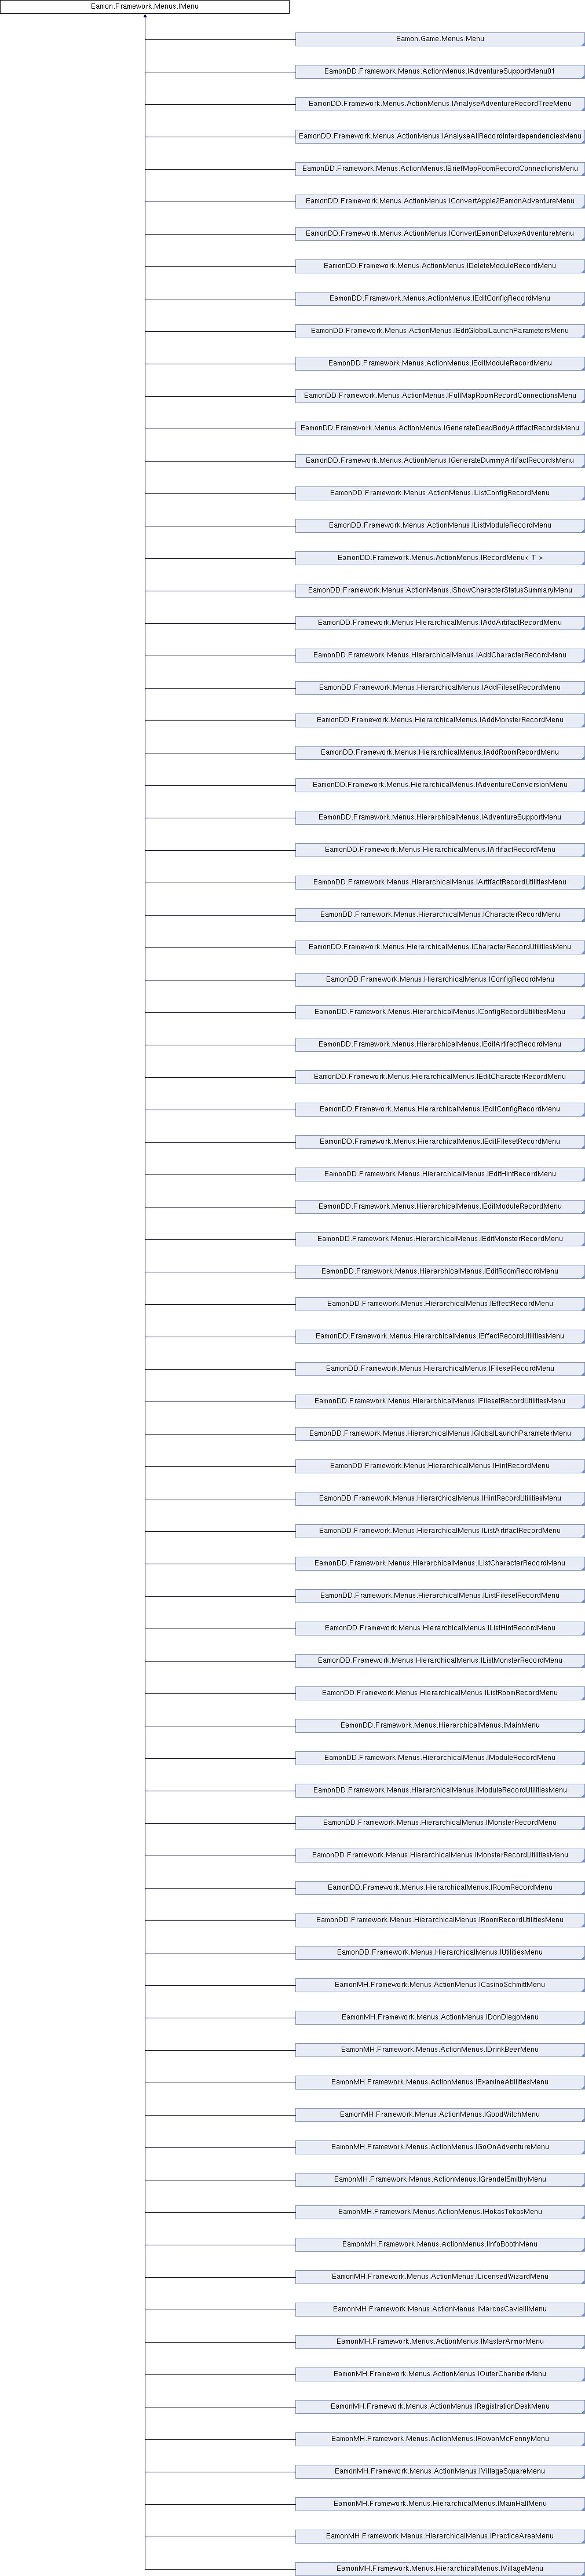 Eamon.Framework.Menus.IMenu
Eamon.Game.Menus.Menu
EamonDD.Framework.Menus.ActionMenus.IAdventureSupportMenu01
EamonDD.Framework.Menus.ActionMenus.IAnalyseAdventureRecordTreeMenu
EamonDD.Framework.Menus.ActionMenus.IAnalyseAllRecordInterdependenciesMenu
EamonDD.Framework.Menus.ActionMenus.IBriefMapRoomRecordConnectionsMenu
EamonDD.Framework.Menus.ActionMenus.IConvertApple2EamonAdventureMenu
EamonDD.Framework.Menus.ActionMenus.IConvertEamonDeluxeAdventureMenu
EamonDD.Framework.Menus.ActionMenus.IDeleteModuleRecordMenu
EamonDD.Framework.Menus.ActionMenus.IEditConfigRecordMenu
EamonDD.Framework.Menus.ActionMenus.IEditGlobalLaunchParametersMenu
EamonDD.Framework.Menus.ActionMenus.IEditModuleRecordMenu
EamonDD.Framework.Menus.ActionMenus.IFullMapRoomRecordConnectionsMenu
EamonDD.Framework.Menus.ActionMenus.IGenerateDeadBodyArtifactRecordsMenu
EamonDD.Framework.Menus.ActionMenus.IGenerateDummyArtifactRecordsMenu
EamonDD.Framework.Menus.ActionMenus.IListConfigRecordMenu
EamonDD.Framework.Menus.ActionMenus.IListModuleRecordMenu
EamonDD.Framework.Menus.ActionMenus.IRecordMenu< T >
EamonDD.Framework.Menus.ActionMenus.IShowCharacterStatusSummaryMenu
EamonDD.Framework.Menus.HierarchicalMenus.IAddArtifactRecordMenu
EamonDD.Framework.Menus.HierarchicalMenus.IAddCharacterRecordMenu
EamonDD.Framework.Menus.HierarchicalMenus.IAddFilesetRecordMenu
EamonDD.Framework.Menus.HierarchicalMenus.IAddMonsterRecordMenu
EamonDD.Framework.Menus.HierarchicalMenus.IAddRoomRecordMenu
EamonDD.Framework.Menus.HierarchicalMenus.IAdventureConversionMenu
EamonDD.Framework.Menus.HierarchicalMenus.IAdventureSupportMenu
EamonDD.Framework.Menus.HierarchicalMenus.IArtifactRecordMenu
EamonDD.Framework.Menus.HierarchicalMenus.IArtifactRecordUtilitiesMenu
EamonDD.Framework.Menus.HierarchicalMenus.ICharacterRecordMenu
EamonDD.Framework.Menus.HierarchicalMenus.ICharacterRecordUtilitiesMenu
EamonDD.Framework.Menus.HierarchicalMenus.IConfigRecordMenu
EamonDD.Framework.Menus.HierarchicalMenus.IConfigRecordUtilitiesMenu
EamonDD.Framework.Menus.HierarchicalMenus.IEditArtifactRecordMenu
EamonDD.Framework.Menus.HierarchicalMenus.IEditCharacterRecordMenu
EamonDD.Framework.Menus.HierarchicalMenus.IEditConfigRecordMenu
EamonDD.Framework.Menus.HierarchicalMenus.IEditFilesetRecordMenu
EamonDD.Framework.Menus.HierarchicalMenus.IEditHintRecordMenu
EamonDD.Framework.Menus.HierarchicalMenus.IEditModuleRecordMenu
EamonDD.Framework.Menus.HierarchicalMenus.IEditMonsterRecordMenu
EamonDD.Framework.Menus.HierarchicalMenus.IEditRoomRecordMenu
EamonDD.Framework.Menus.HierarchicalMenus.IEffectRecordMenu
EamonDD.Framework.Menus.HierarchicalMenus.IEffectRecordUtilitiesMenu
EamonDD.Framework.Menus.HierarchicalMenus.IFilesetRecordMenu
EamonDD.Framework.Menus.HierarchicalMenus.IFilesetRecordUtilitiesMenu
EamonDD.Framework.Menus.HierarchicalMenus.IGlobalLaunchParameterMenu
EamonDD.Framework.Menus.HierarchicalMenus.IHintRecordMenu
EamonDD.Framework.Menus.HierarchicalMenus.IHintRecordUtilitiesMenu
EamonDD.Framework.Menus.HierarchicalMenus.IListArtifactRecordMenu
EamonDD.Framework.Menus.HierarchicalMenus.IListCharacterRecordMenu
EamonDD.Framework.Menus.HierarchicalMenus.IListFilesetRecordMenu
EamonDD.Framework.Menus.HierarchicalMenus.IListHintRecordMenu
EamonDD.Framework.Menus.HierarchicalMenus.IListMonsterRecordMenu
EamonDD.Framework.Menus.HierarchicalMenus.IListRoomRecordMenu
EamonDD.Framework.Menus.HierarchicalMenus.IMainMenu
EamonDD.Framework.Menus.HierarchicalMenus.IModuleRecordMenu
EamonDD.Framework.Menus.HierarchicalMenus.IModuleRecordUtilitiesMenu
EamonDD.Framework.Menus.HierarchicalMenus.IMonsterRecordMenu
EamonDD.Framework.Menus.HierarchicalMenus.IMonsterRecordUtilitiesMenu
EamonDD.Framework.Menus.HierarchicalMenus.IRoomRecordMenu
EamonDD.Framework.Menus.HierarchicalMenus.IRoomRecordUtilitiesMenu
EamonDD.Framework.Menus.HierarchicalMenus.IUtilitiesMenu
EamonMH.Framework.Menus.ActionMenus.ICasinoSchmittMenu
EamonMH.Framework.Menus.ActionMenus.IDonDiegoMenu
EamonMH.Framework.Menus.ActionMenus.IDrinkBeerMenu
EamonMH.Framework.Menus.ActionMenus.IExamineAbilitiesMenu
EamonMH.Framework.Menus.ActionMenus.IGoodWitchMenu
EamonMH.Framework.Menus.ActionMenus.IGoOnAdventureMenu
EamonMH.Framework.Menus.ActionMenus.IGrendelSmithyMenu
EamonMH.Framework.Menus.ActionMenus.IHokasTokasMenu
EamonMH.Framework.Menus.ActionMenus.IInfoBoothMenu
EamonMH.Framework.Menus.ActionMenus.ILicensedWizardMenu
EamonMH.Framework.Menus.ActionMenus.IMarcosCavielliMenu
EamonMH.Framework.Menus.ActionMenus.IMasterArmorMenu
EamonMH.Framework.Menus.ActionMenus.IOuterChamberMenu
EamonMH.Framework.Menus.ActionMenus.IRegistrationDeskMenu
EamonMH.Framework.Menus.ActionMenus.IRowanMcFennyMenu
EamonMH.Framework.Menus.ActionMenus.IVillageSquareMenu
EamonMH.Framework.Menus.HierarchicalMenus.IMainHallMenu
EamonMH.Framework.Menus.HierarchicalMenus.IPracticeAreaMenu
EamonMH.Framework.Menus.HierarchicalMenus.IVillageMenu